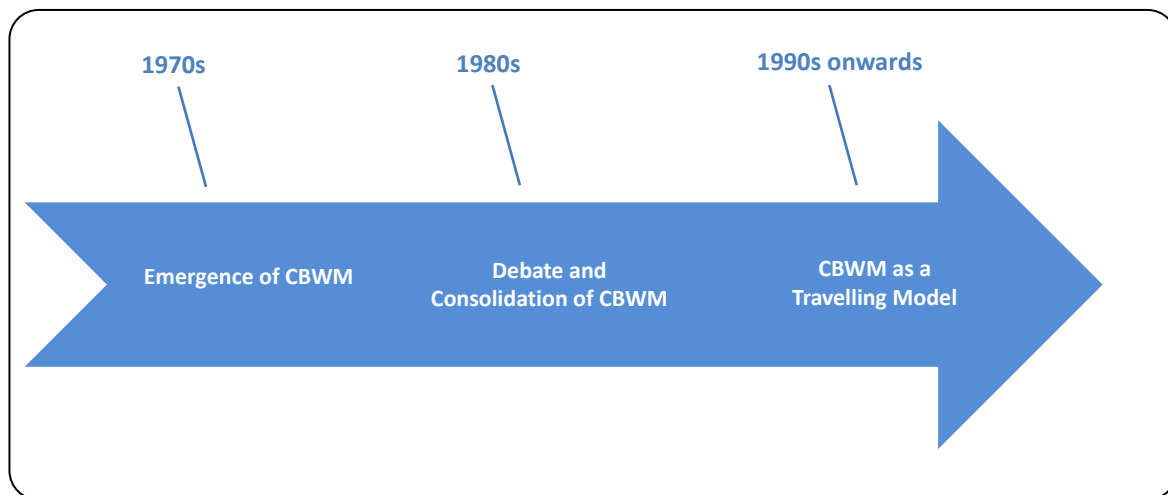 1970s
1980s
1990s onwards
Emergence of CBWM
Debate and
Consolidation of CBWM
CBWM as a
Travelling Model